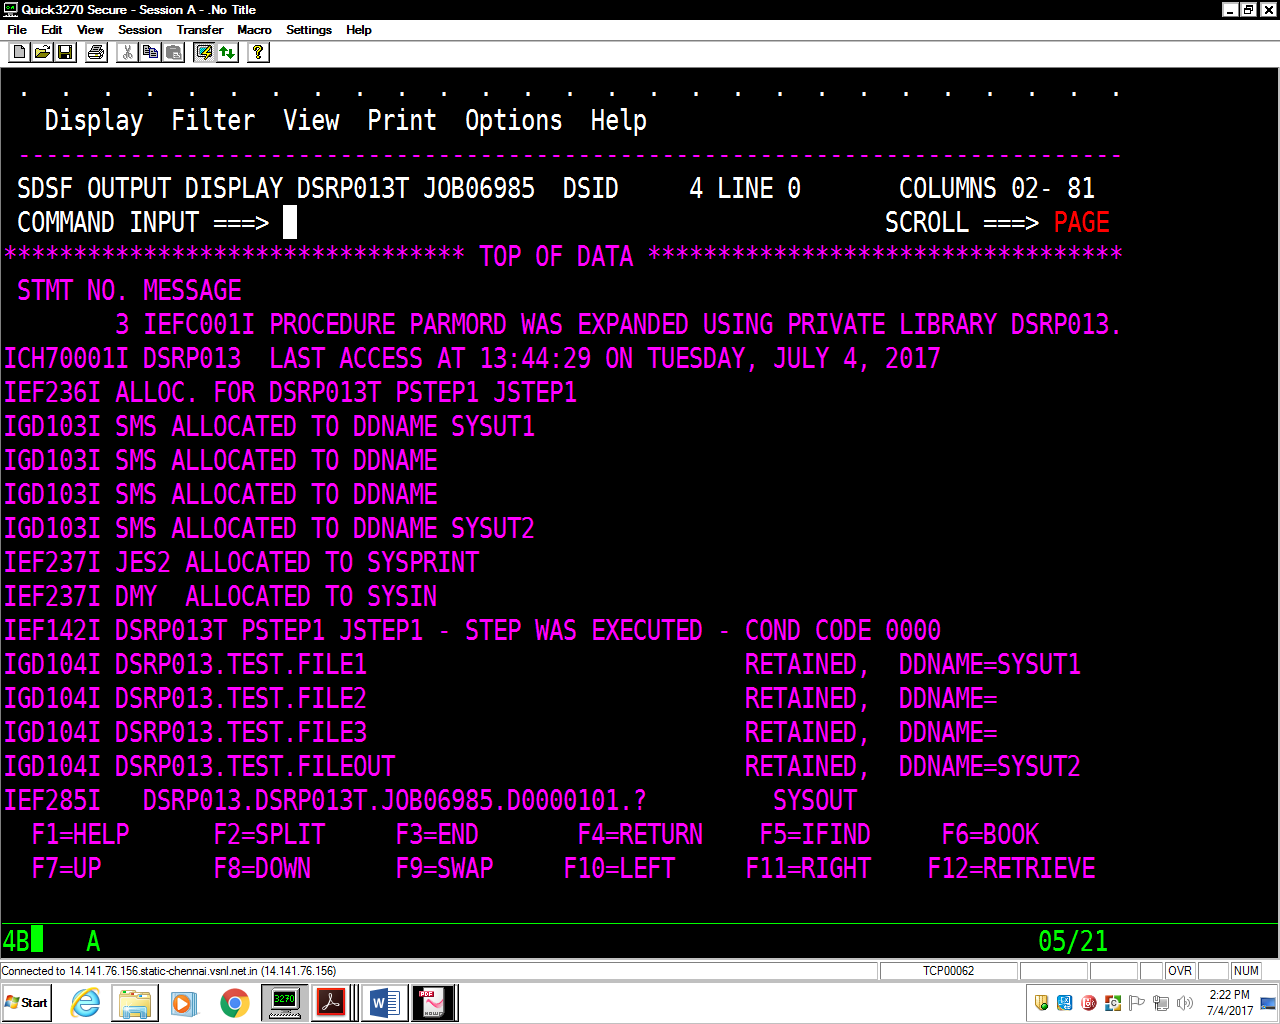 Quick3270 Secure - Session A - .No Title
File Edit View Session Transfer Macro Settings Help
. . . . . . . . . . . . . . . . . . . . . . . . . . .
Display Filter View Print Options Help
-------------------------------------------------------------------------------
SDSF OUTPUT DISPLAY DSRP013T JOB06985  DSID     4 LINE 0       COLUMNS 02- 81
COMMAND INPUT ===>                                            SCROLL ===> PAGE
********************************* TOP OF DATA **********************************
STMT NO. MESSAGE
3 IEFC001I PROCEDURE PARMORD WAS EXPANDED USING PRIVATE LIBRARY DSRP013.
ICH70001I DSRP013  LAST ACCESS AT 13:44:29 ON TUESDAY, JULY 4, 2017
IEF236I ALLOC. FOR DSRP013T PSTEP1 JSTEP1
IGD103I SMS ALLOCATED TO DDNAME SYSUT1
IGD103I SMS ALLOCATED TO DDNAME
IGD103I SMS ALLOCATED TO DDNAME
IGD103I SMS ALLOCATED TO DDNAME SYSUT2
IEF237I JES2 ALLOCATED TO SYSPRINT
IEF237I DMY  ALLOCATED TO SYSIN
IEF142I DSRP013T PSTEP1 JSTEP1 - STEP WAS EXECUTED - COND CODE 0000
IGD104I DSRP013.TEST.FILE1                           RETAINED,  DDNAME=SYSUT1
IGD104I DSRP013.TEST.FILE2                           RETAINED,  DDNAME=
IGD104I DSRP013.TEST.FILE3                           RETAINED,  DDNAME=
IGD104I DSRP013.TEST.FILEOUT                         RETAINED,  DDNAME=SYSUT2
IEF285I   DSRP013.DSRP013T.JOB06985.D0000101.?         SYSOUT
F1=HELP      F2=SPLIT     F3=END       F4=RETURN    F5=IFIND     F6=BOOK
F7=UP        F8=DOWN      F9=SWAP     F10=LEFT     F11=RIGHT    F12=RETRIEVE
4B A 05/21
Connected to 14.141.76.156.static-chennai.vsnl.net.in (14.141.76.156) TCP00062 OVR NUM
Start 3270 2:22 PM
7/4/2017